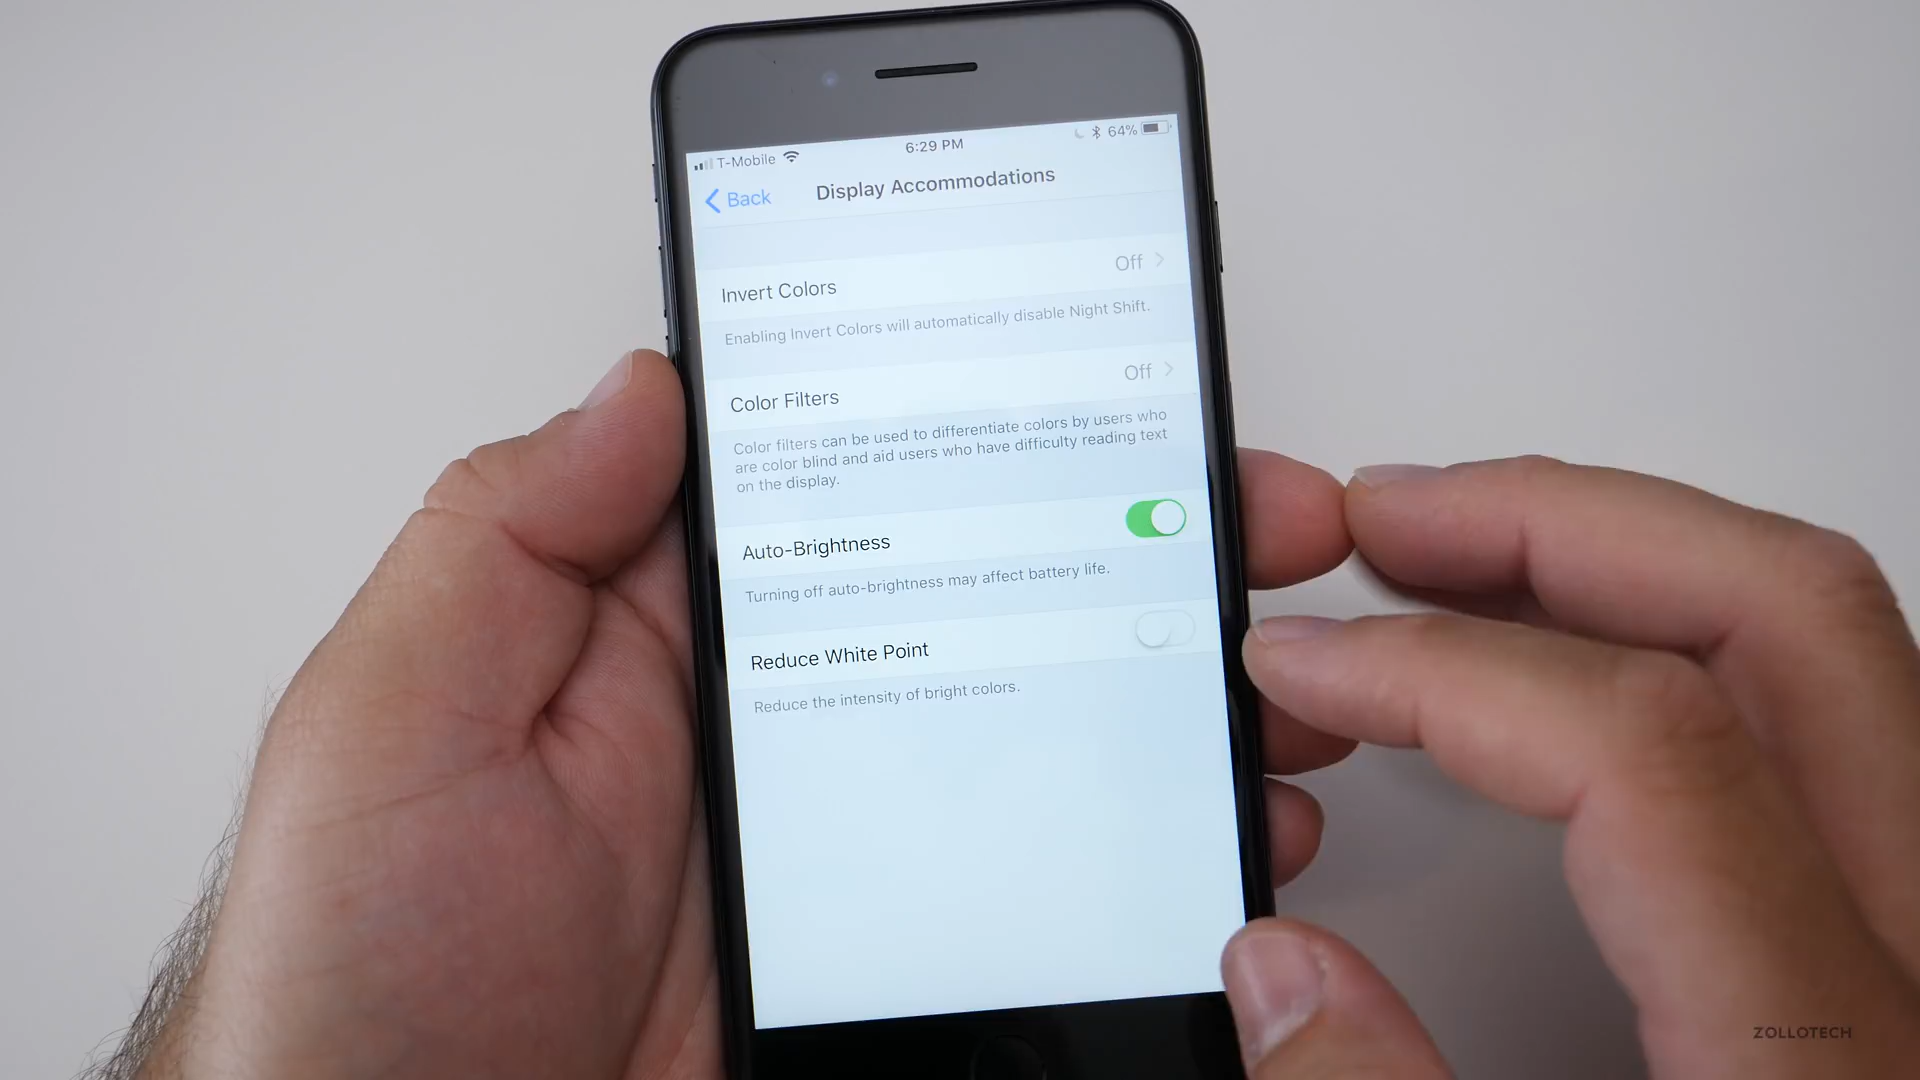 T-Mobile 6:29 PM 64%
Back Display Accommodations
Invert Colors Off
Enabling Invert Colors will automatically disable Night Shift.
Color Filters Off
Color filters can be used to differentiate colors by users who
are color blind and aid users who have difficulty reading text
on the display.
Auto-Brightness
Turning off auto-brightness may affect battery life.
Reduce White Point
Reduce the intensity of bright colors.
ZOLLOTECH